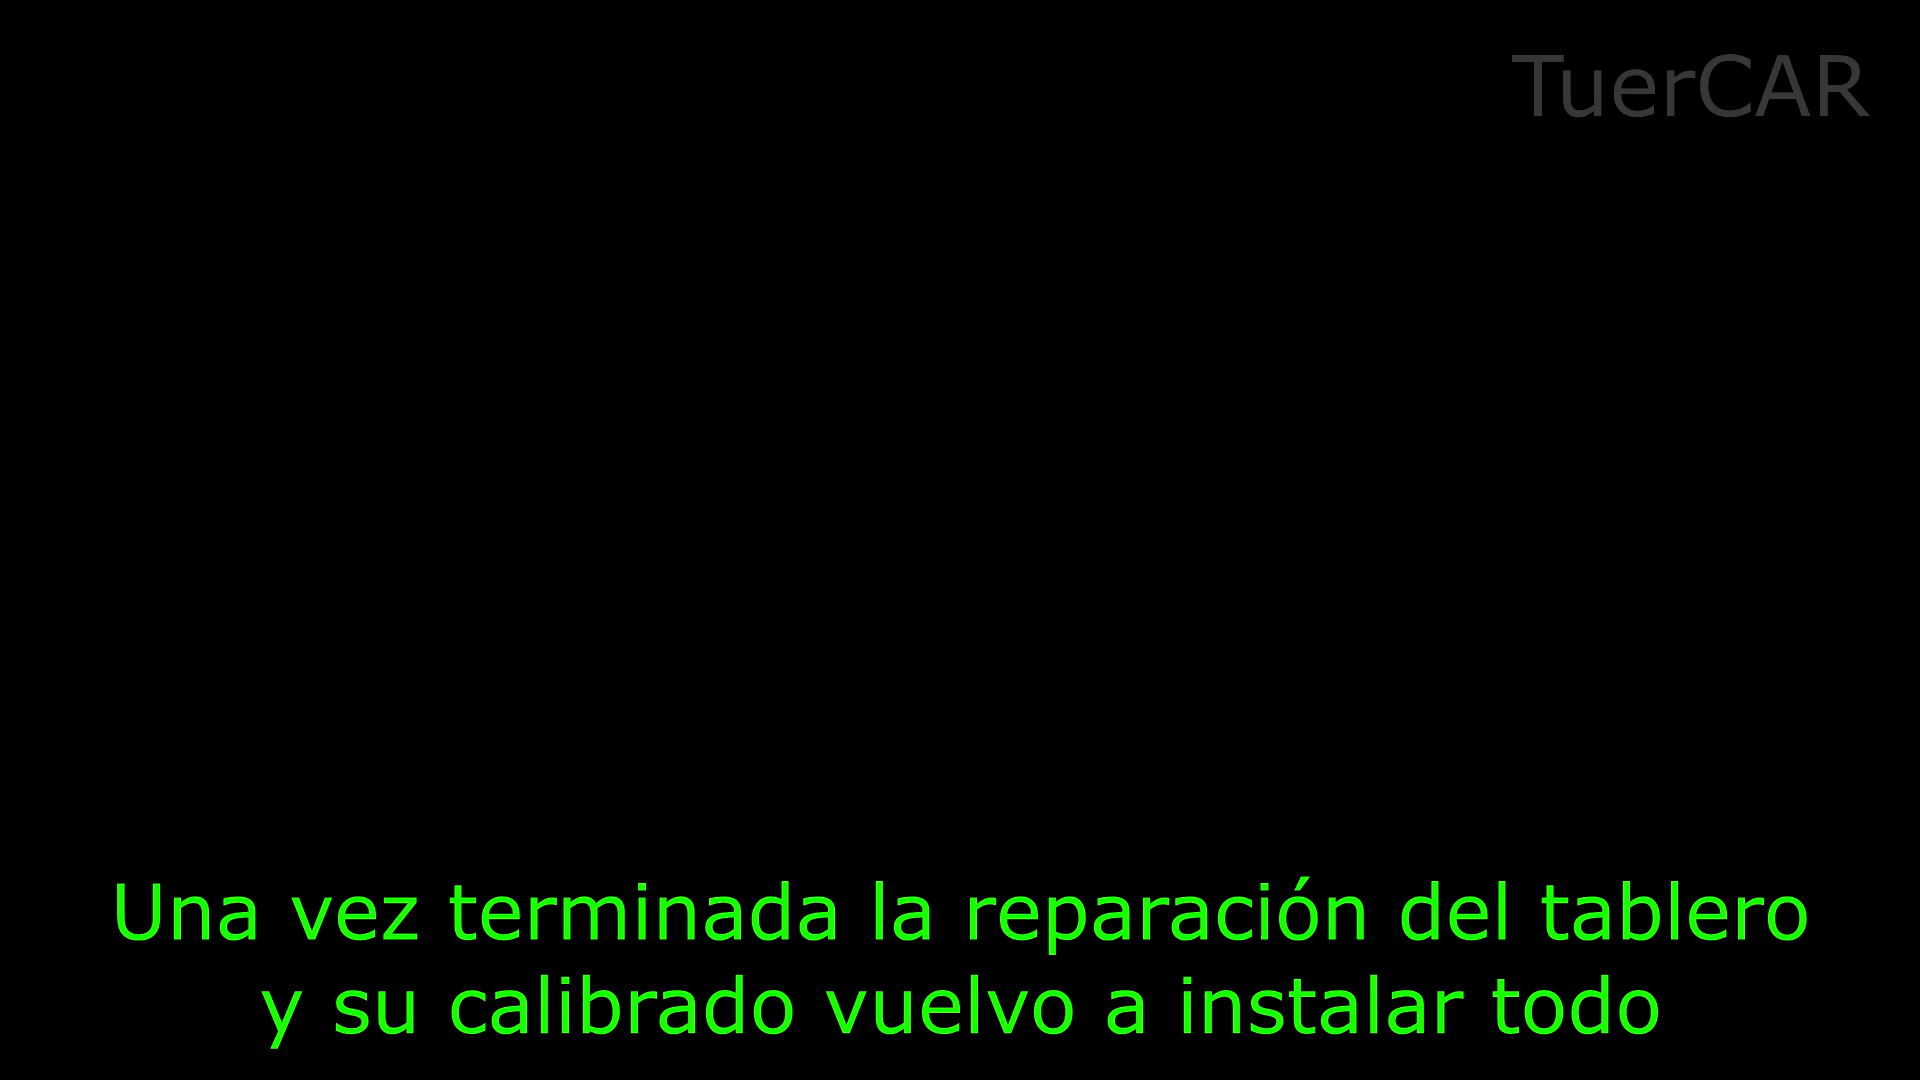 TuerCAR
Una vez terminada la reparación del tablero
y su calibrado vuelvo a instalar todo